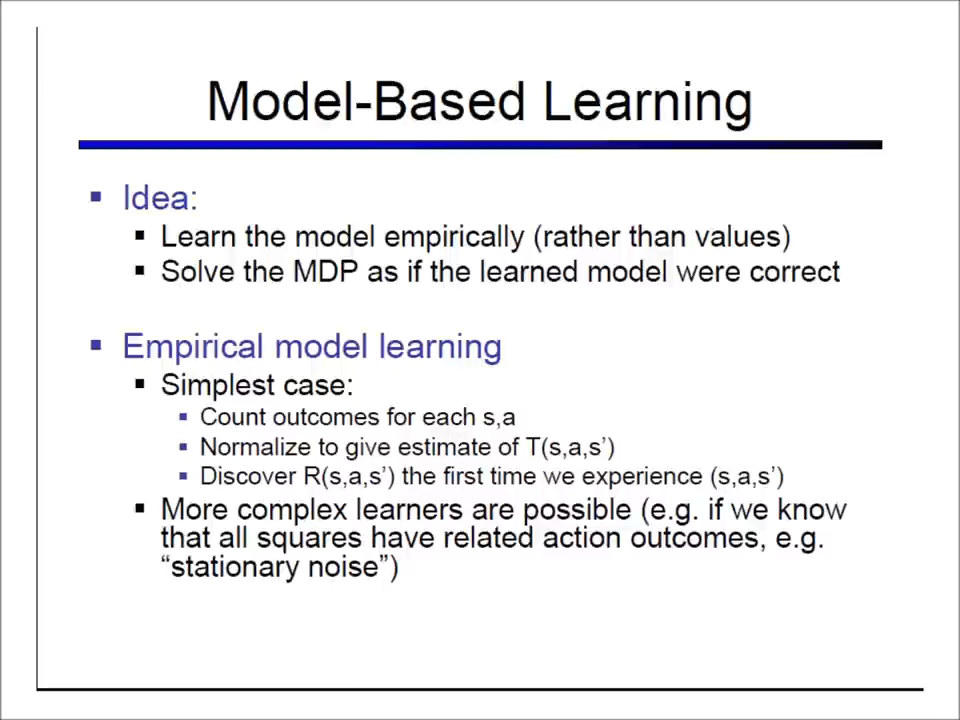 Model-Based Learning
Idea:
Learn the model empirically (rather than values)
Solve the MDP as if the learned model were correct
Empirical model learning
Simplest case:
Count outcomes for each s,a
Normalize to give estimate of T(s,a,s’)
Discover R(s,a,s’) the first time we experience (s,a,s’)
More complex learners are possible (e.g. if we know
that all squares have related action outcomes, e.g.
“stationary noise”)